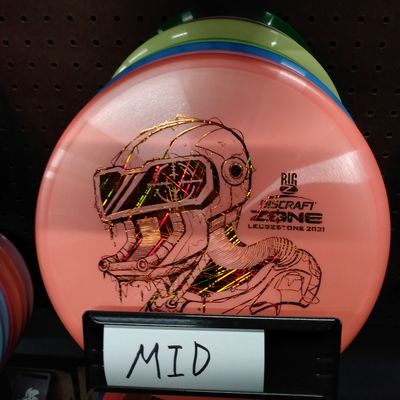 BIG
Z
DISCRAFT
ZONE
LEDGESTONE 2021
MID